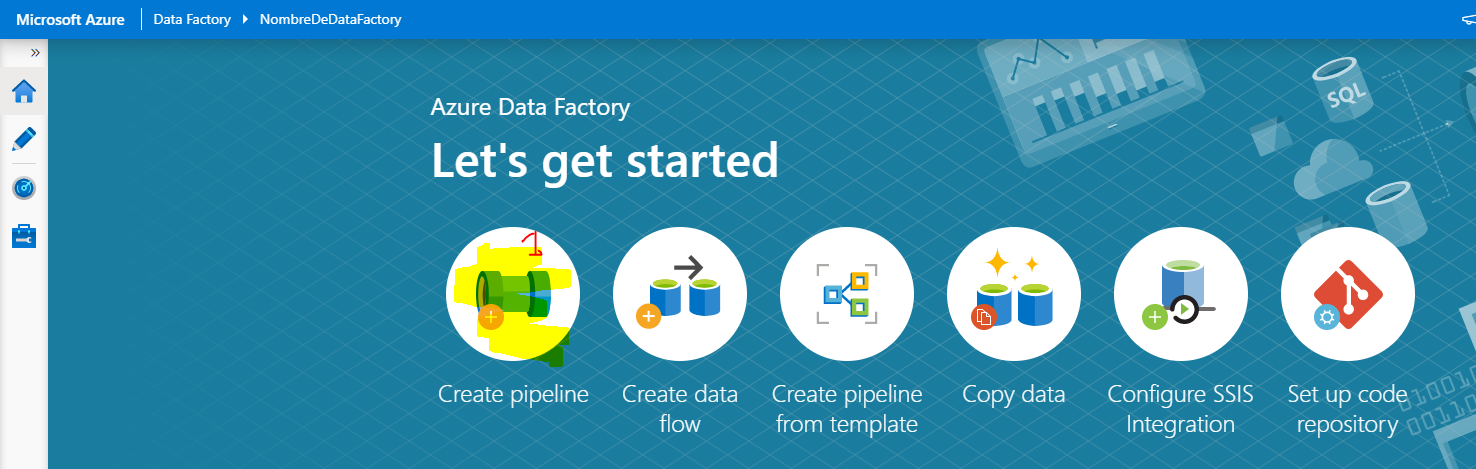 Microsoft Azure
Data Factory
NombreDeDataFactory
»
Azure Data Factory
Let's get started
SQL
1
Create pipeline
Create data
flow
Create pipeline
from template
Copy data
Configure SSIS
Integration
Set up code
repository